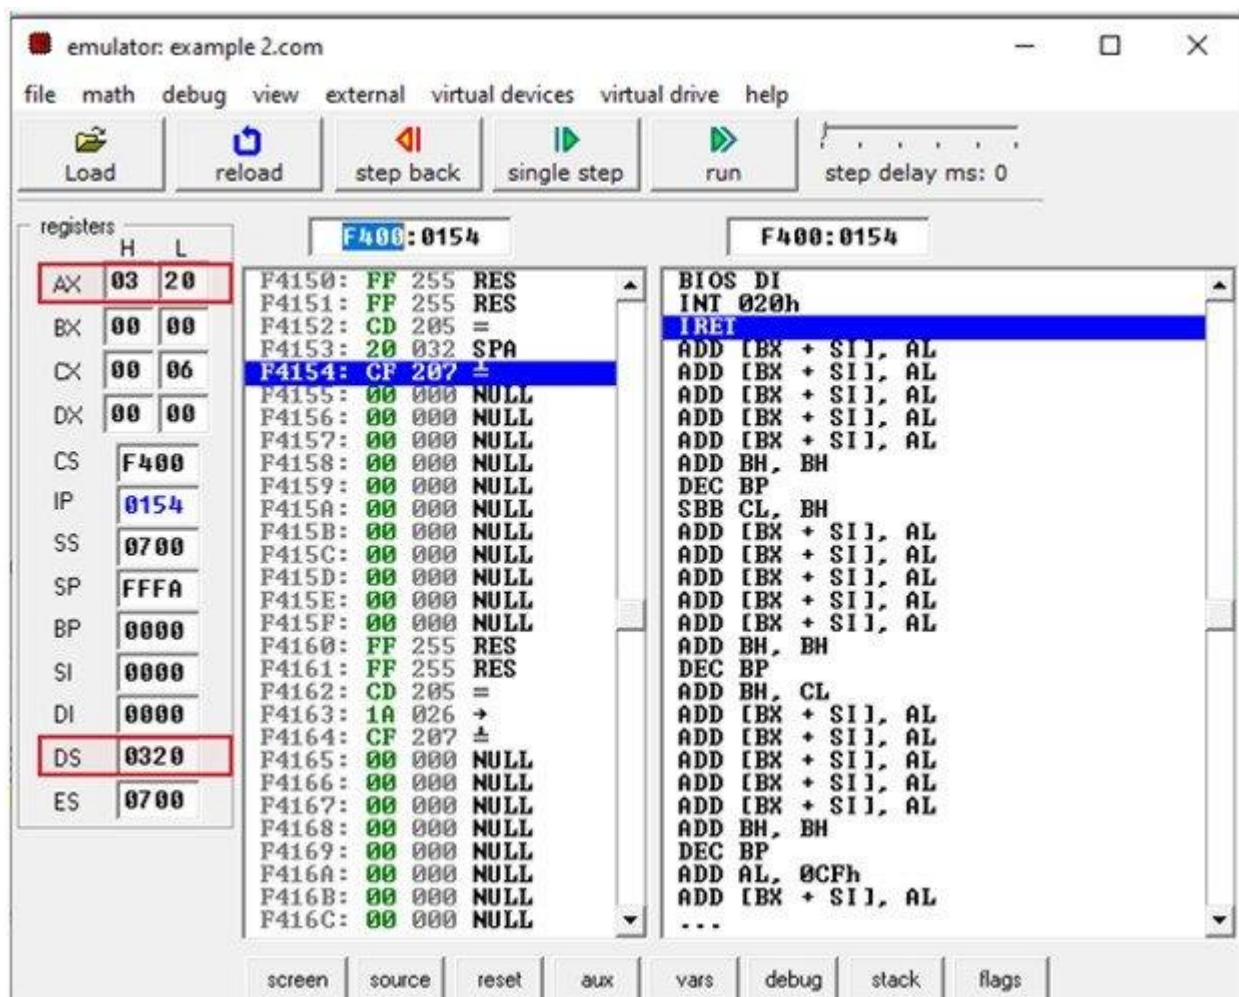 emulator: example 2.com
file math debug view external virtual devices virtual drive help
Load reload step back single step run step delay ms: 0
registers
H L
AX 03 20
BX 00 00
CX 00 06
DX 00 00
CS F400
IP 0154
SS 0700
SP FFFA
BP 0000
SI 0000
DI 0000
DS 0320
ES 0700
F400:0154
F4150: FF 255 RES
F4151: FF 255 RES
F4152: CD 205 =
F4153: 20 032 SPA
F4154: CF 207 ╧
F4155: 00 000 NULL
F4156: 00 000 NULL
F4157: 00 000 NULL
F4158: 00 000 NULL
F4159: 00 000 NULL
F415A: 00 000 NULL
F415B: 00 000 NULL
F415C: 00 000 NULL
F415D: 00 000 NULL
F415E: 00 000 NULL
F415F: 00 000 NULL
F4160: FF 255 RES
F4161: FF 255 RES
F4162: CD 205 =
F4163: 1A 026 →
F4164: CF 207 ╧
F4165: 00 000 NULL
F4166: 00 000 NULL
F4167: 00 000 NULL
F4168: 00 000 NULL
F4169: 00 000 NULL
F416A: 00 000 NULL
F416B: 00 000 NULL
F416C: 00 000 NULL
F400:0154
BIOS DI
INT 020h
IRET
ADD [BX + SI], AL
ADD [BX + SI], AL
ADD [BX + SI], AL
ADD [BX + SI], AL
ADD [BX + SI], AL
ADD BH, BH
DEC BP
SBB CL, BH
ADD [BX + SI], AL
ADD [BX + SI], AL
ADD [BX + SI], AL
ADD [BX + SI], AL
ADD [BX + SI], AL
ADD BH, BH
DEC BP
ADD BH, CL
ADD [BX + SI], AL
ADD [BX + SI], AL
ADD [BX + SI], AL
ADD [BX + SI], AL
ADD [BX + SI], AL
ADD BH, BH
DEC BP
ADD AL, 0CFh
ADD [BX + SI], AL
...
screen source reset aux vars debug stack flags